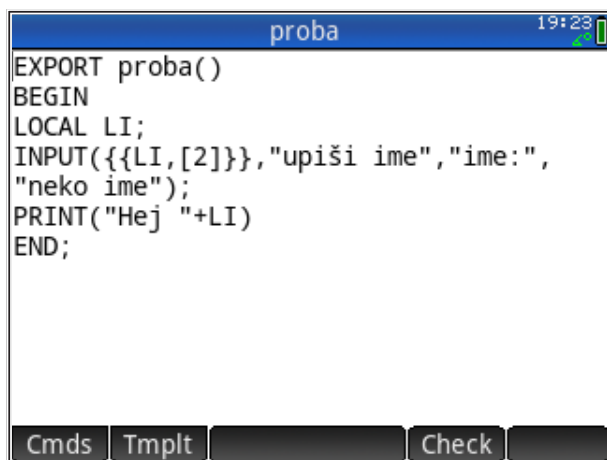 proba
19:23
EXPORT proba()
BEGIN
LOCAL LI;
INPUT({{LI,[2]}},"upiši ime","ime:",
"neko ime");
PRINT("Hej "+LI)
END;
Cmds Tmplt Check